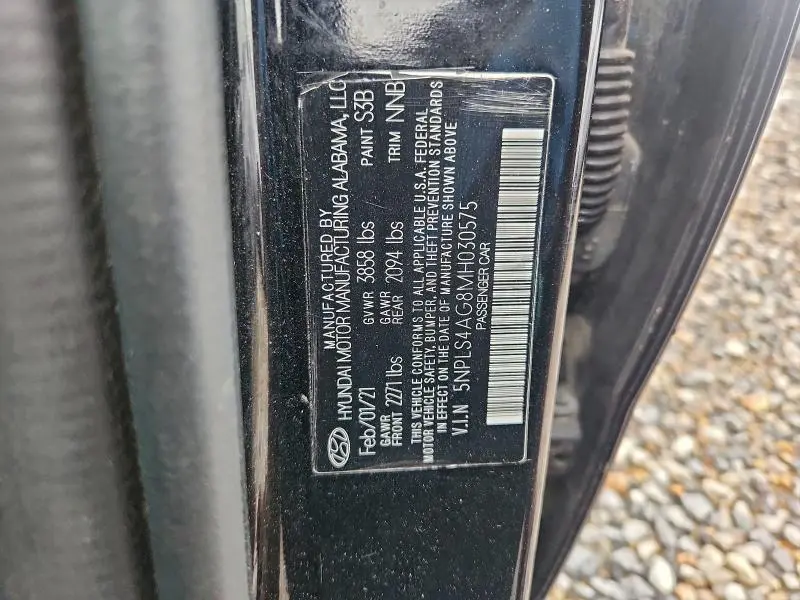 MANUFACTURED BY
HYUNDAI MOTOR MANUFACTURING ALABAMA, LLC
Feb/01/21 GVWR 3858 lbs PAINT S3B
GAWR FRONT 2271 lbs GAWR REAR 2094 lbs TRIM NNB
THIS VEHICLE CONFORMS TO ALL APPLICABLE U.S.A. FEDERAL
MOTOR VEHICLE SAFETY, BUMPER, AND THEFT PREVENTION STANDARDS
IN EFFECT ON THE DATE OF MANUFACTURE SHOWN ABOVE
V.I.N 5NPLS4AG8MH030575
PASSENGER CAR